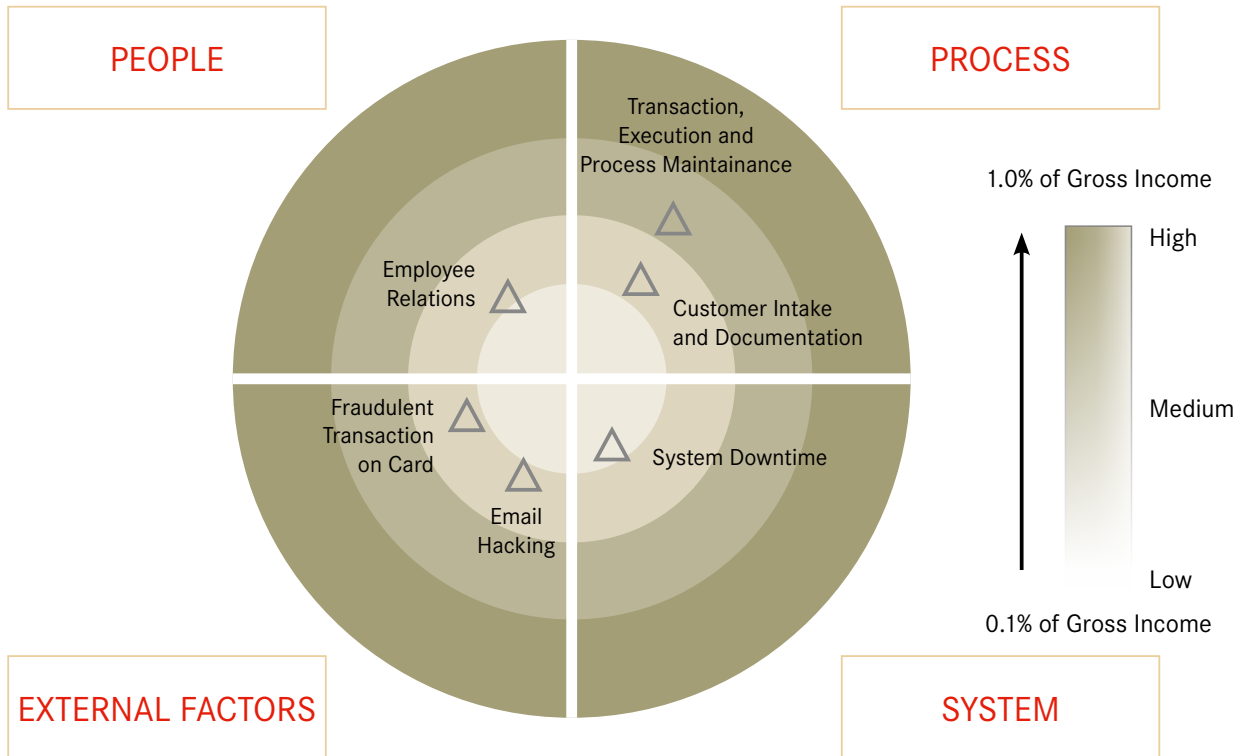 PEOPLE
PROCESS
Transaction,
Execution and
Process Maintainance
1.0% of Gross Income
High
Employee
Relations
Customer Intake
and Documentation
Fraudulent
Transaction
on Card
Medium
System Downtime
Email
Hacking
Low
0.1% of Gross Income
EXTERNAL FACTORS
SYSTEM